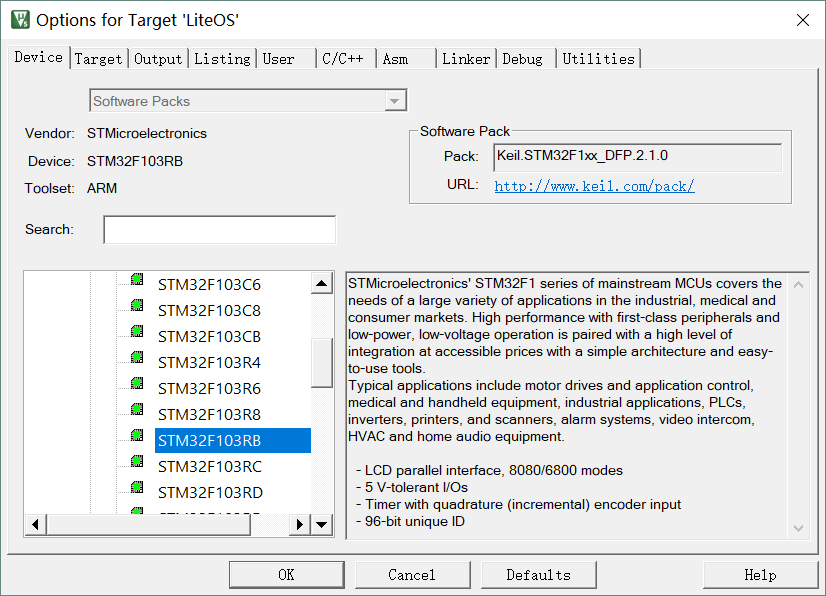 Options for Target 'LiteOS'
Device Target Output Listing User C/C++ Asm Linker Debug Utilities
Software Packs
Vendor: STMicroelectronics
Device: STM32F103RB
Toolset: ARM
Search:
Software Pack
Pack: Keil.STM32F1xx_DFP.2.1.0
URL: http://www.keil.com/pack/
STM32F103C6
STM32F103C8
STM32F103CB
STM32F103R4
STM32F103R6
STM32F103R8
STM32F103RB
STM32F103RC
STM32F103RD
STMicroelectronics' STM32F1 series of mainstream MCUs covers the
needs of a large variety of applications in the industrial, medical and
consumer markets. High performance with first-class peripherals and
low-power, low-voltage operation is paired with a high level of
integration at accessible prices with a simple architecture and easy-
to-use tools.
Typical applications include motor drives and application control,
medical and handheld equipment, industrial applications, PLCs,
inverters, printers, and scanners, alarm systems, video intercom,
HVAC and home audio equipment.
- LCD parallel interface, 8080/6800 modes
- 5 V-tolerant I/Os
- Timer with quadrature (incremental) encoder input
- 96-bit unique ID
OK Cancel Defaults Help